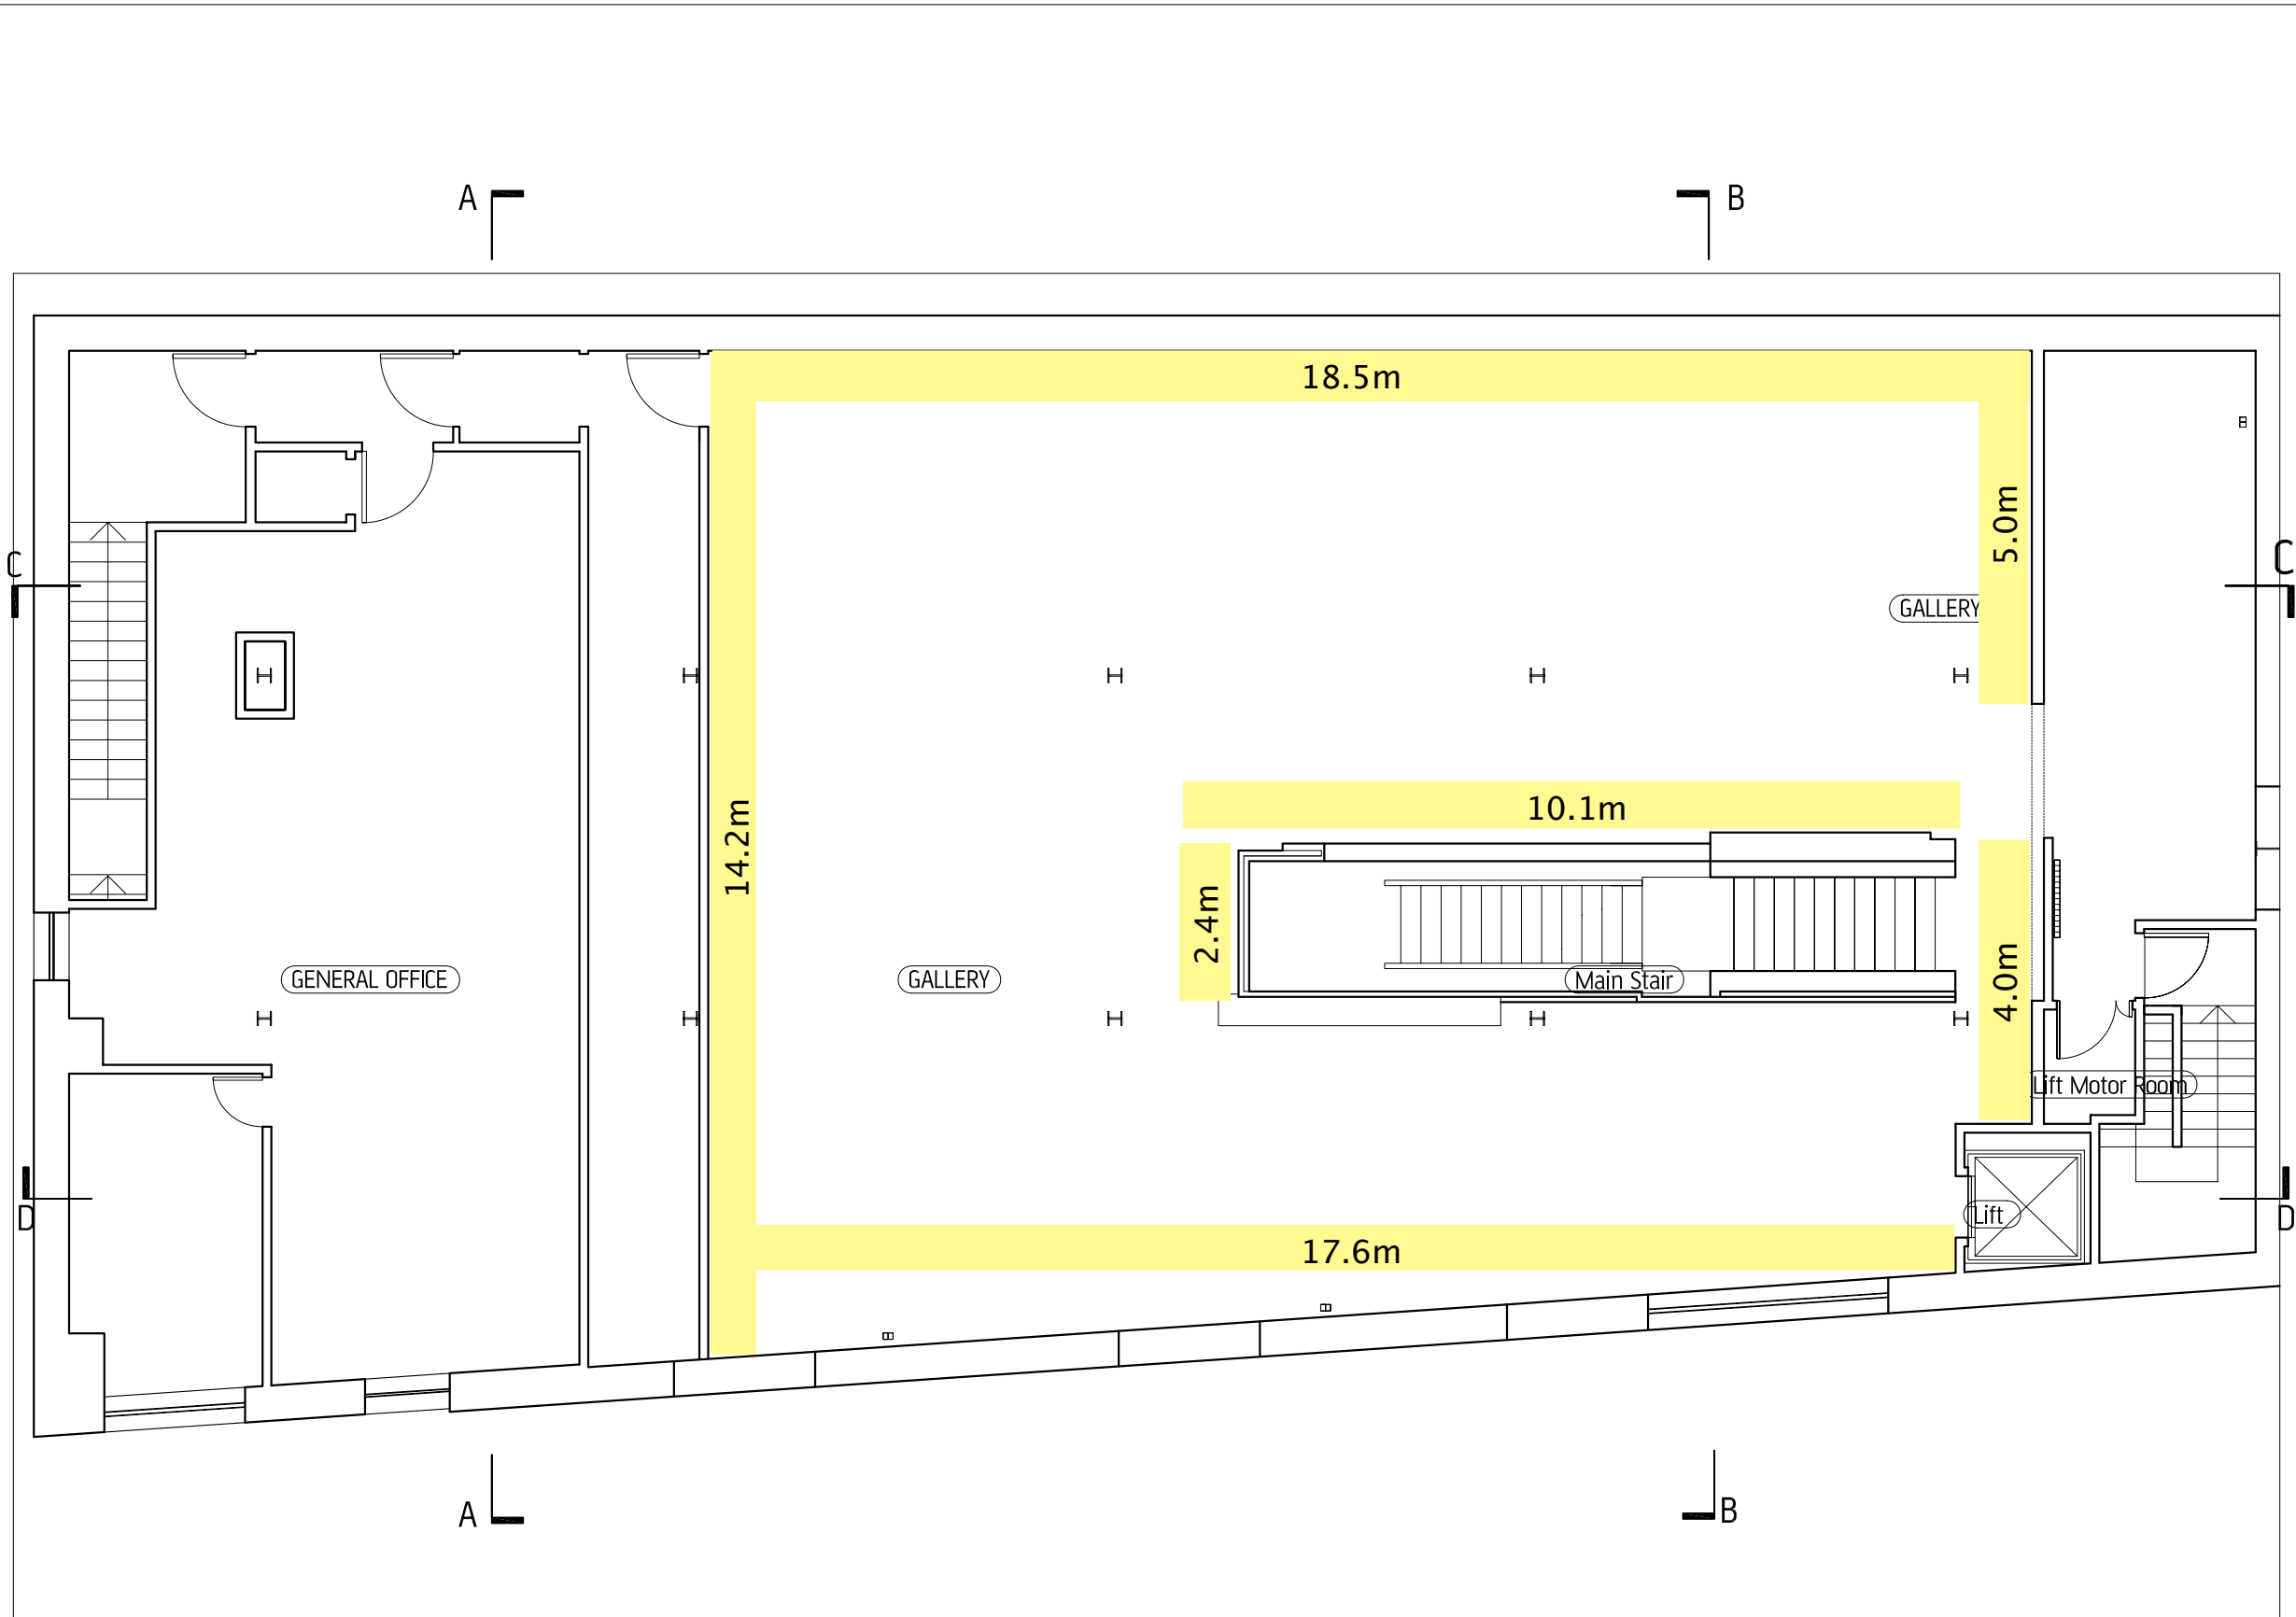 A
B
18.5m
5.0m
C
C
GALLERY
10.1m
14.2m
2.4m
4.0m
GENERAL OFFICE
GALLERY
Main Stair
Lift Motor Room
D
Lift
D
17.6m
A
B